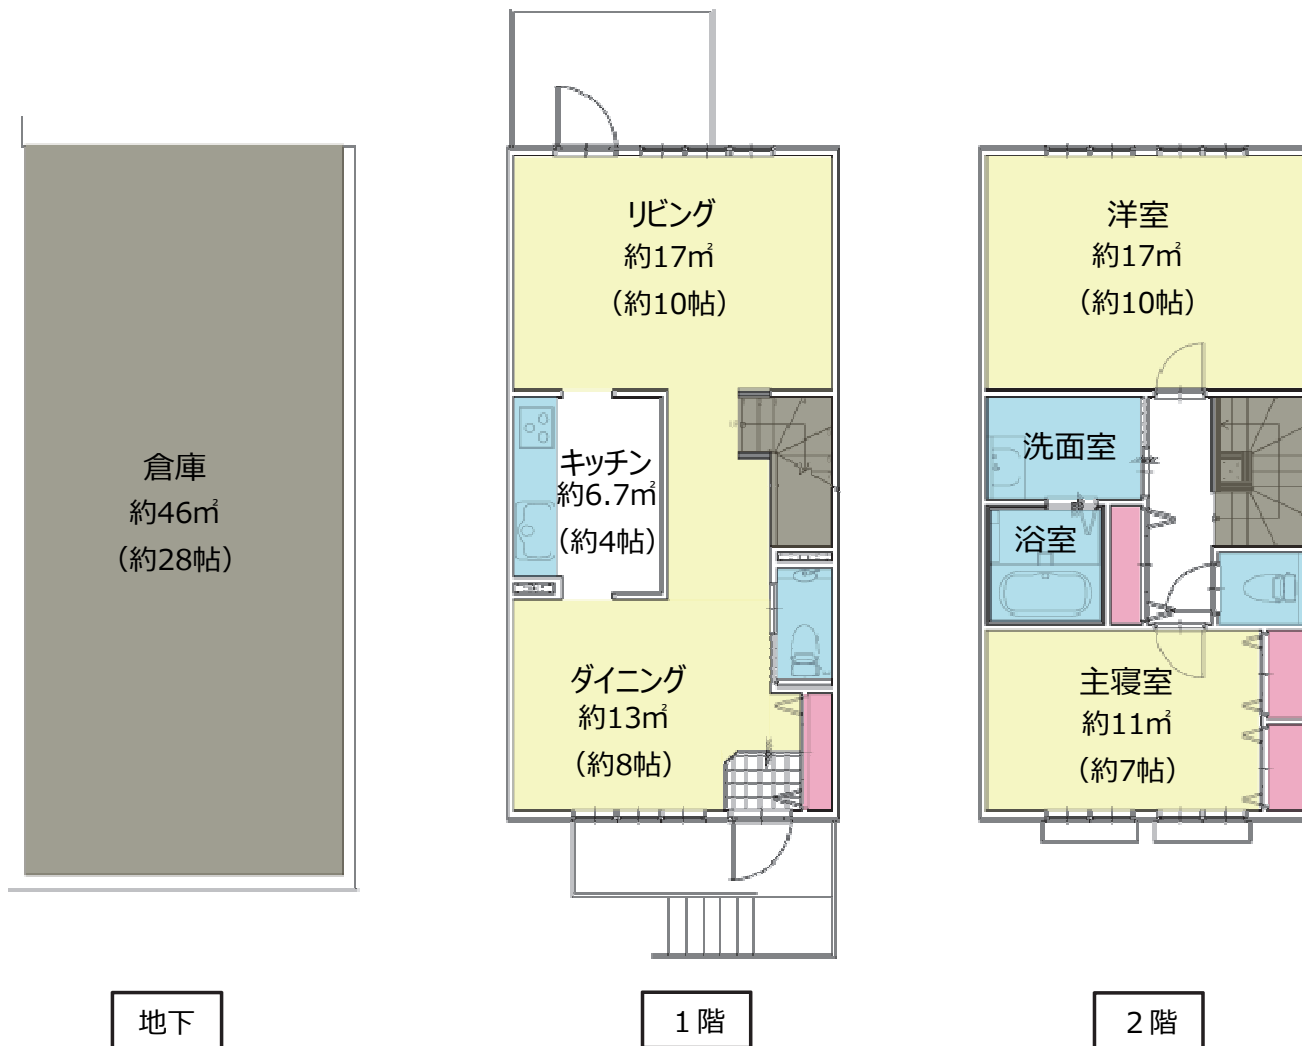 倉庫
約46㎡
（約28帖）
地下
リビング
約17㎡
（約10帖）
キッチン
約6.7㎡
（約4帖）
ダイニング
約13㎡
（約8帖）
１階
洋室
約17㎡
（約10帖）
洗面室
浴室
主寝室
約11㎡
（約7帖）
２階